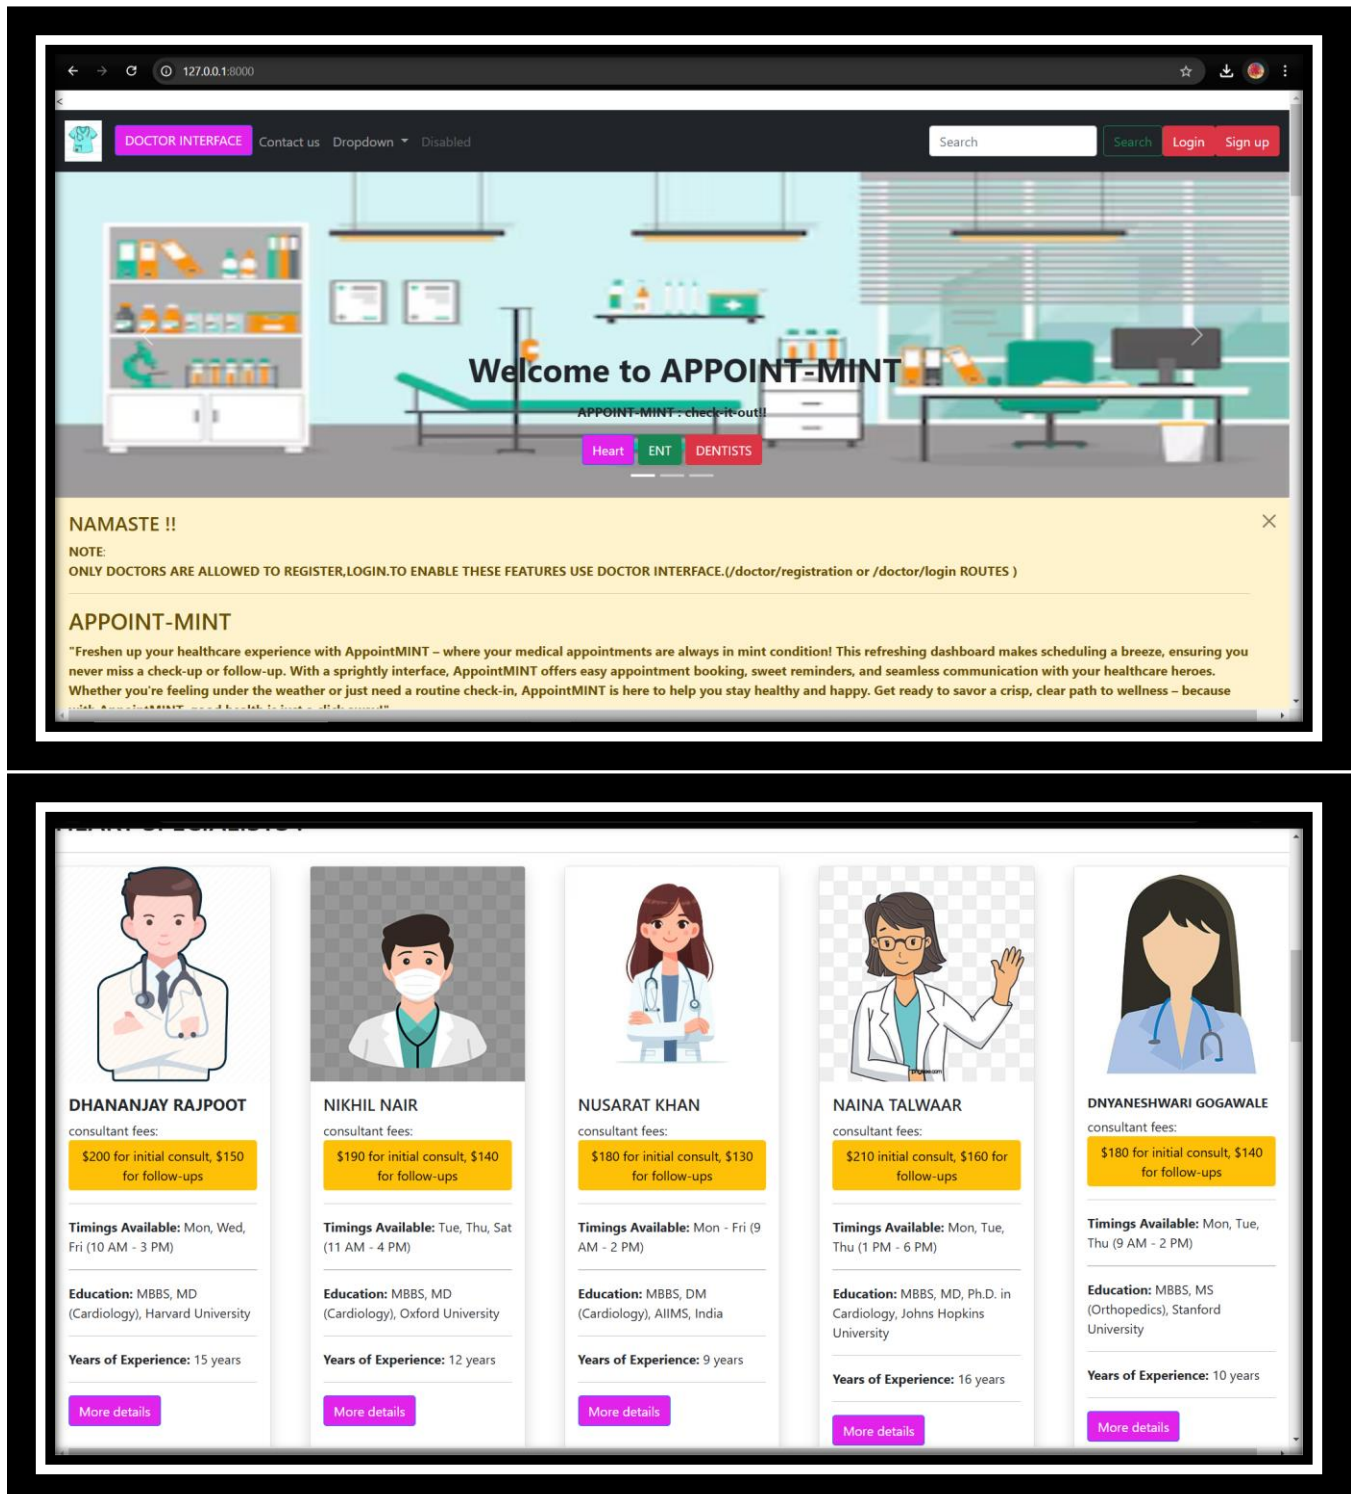 127.0.0.1:8000
<
DOCTOR INTERFACE Contact us Dropdown Disabled Search Search Login Sign up
Welcome to APPOINT-MINT
APPOINT-MINT : check-it-out!!
Heart ENT DENTISTS
NAMASTE !!
NOTE:
ONLY DOCTORS ARE ALLOWED TO REGISTER,LOGIN.TO ENABLE THESE FEATURES USE DOCTOR INTERFACE.(/doctor/registration or /doctor/login ROUTES )
APPOINT-MINT
"Freshen up your healthcare experience with AppointMINT – where your medical appointments are always in mint condition! This refreshing dashboard makes scheduling a breeze, ensuring you
never miss a check-up or follow-up. With a sprightly interface, AppointMINT offers easy appointment booking, sweet reminders, and seamless communication with your healthcare heroes.
Whether you're feeling under the weather or just need a routine check-in, AppointMINT is here to help you stay healthy and happy. Get ready to savor a crisp, clear path to wellness – because
with AppointMINT, good health is just a click away!"
DHANANJAY RAJPOOT
consultant fees:
$200 for initial consult, $150
for follow-ups
Timings Available: Mon, Wed,
Fri (10 AM - 3 PM)
Education: MBBS, MD
(Cardiology), Harvard University
Years of Experience: 15 years
More details
NIKHIL NAIR
consultant fees:
$190 for initial consult, $140
for follow-ups
Timings Available: Tue, Thu, Sat
(11 AM - 4 PM)
Education: MBBS, MD
(Cardiology), Oxford University
Years of Experience: 12 years
More details
NUSARAT KHAN
consultant fees:
$180 for initial consult, $130
for follow-ups
Timings Available: Mon - Fri (9
AM - 2 PM)
Education: MBBS, DM
(Cardiology), AIIMS, India
Years of Experience: 9 years
More details
NAINA TALWAAR
consultant fees:
$210 initial consult, $160 for
follow-ups
Timings Available: Mon, Tue,
Thu (1 PM - 6 PM)
Education: MBBS, MD, Ph.D. in
Cardiology, Johns Hopkins
University
Years of Experience: 16 years
More details
DNYANESHWARI GOGAWALE
consultant fees:
$180 for initial consult, $140
for follow-ups
Timings Available: Mon, Tue,
Thu (9 AM - 2 PM)
Education: MBBS, MS
(Orthopedics), Stanford
University
Years of Experience: 10 years
More details